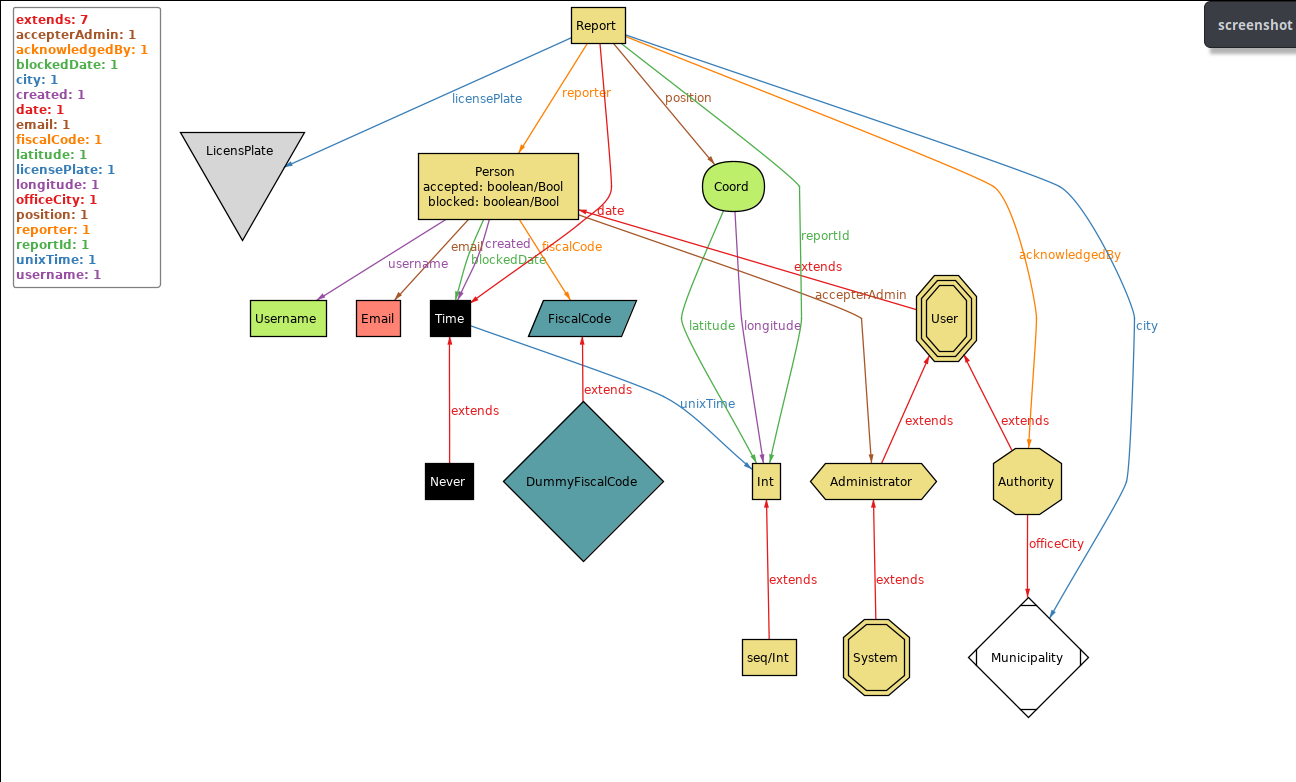 extends: 7
accepterAdmin: 1
acknowledgedBy: 1
blockedDate: 1
city: 1
created: 1
date: 1
email: 1
fiscalCode: 1
latitude: 1
licensePlate: 1
longitude: 1
officeCity: 1
position: 1
reporter: 1
reportId: 1
unixTime: 1
username: 1
screenshot
Report
licensePlate
reporter
position
LicensPlate
Person
accepted: boolean/Bool
blocked: boolean/Bool
Coord
date
reportId
email
created
fiscalCode
blockedDate
username
extends
acknowledgedBy
accepterAdmin
Username
Email
Time
FiscalCode
latitude
longitude
User
city
extends
unixTime
extends
extends
extends
Never
DummyFiscalCode
Int
Administrator
Authority
officeCity
extends
extends
seq/Int
System
Municipality